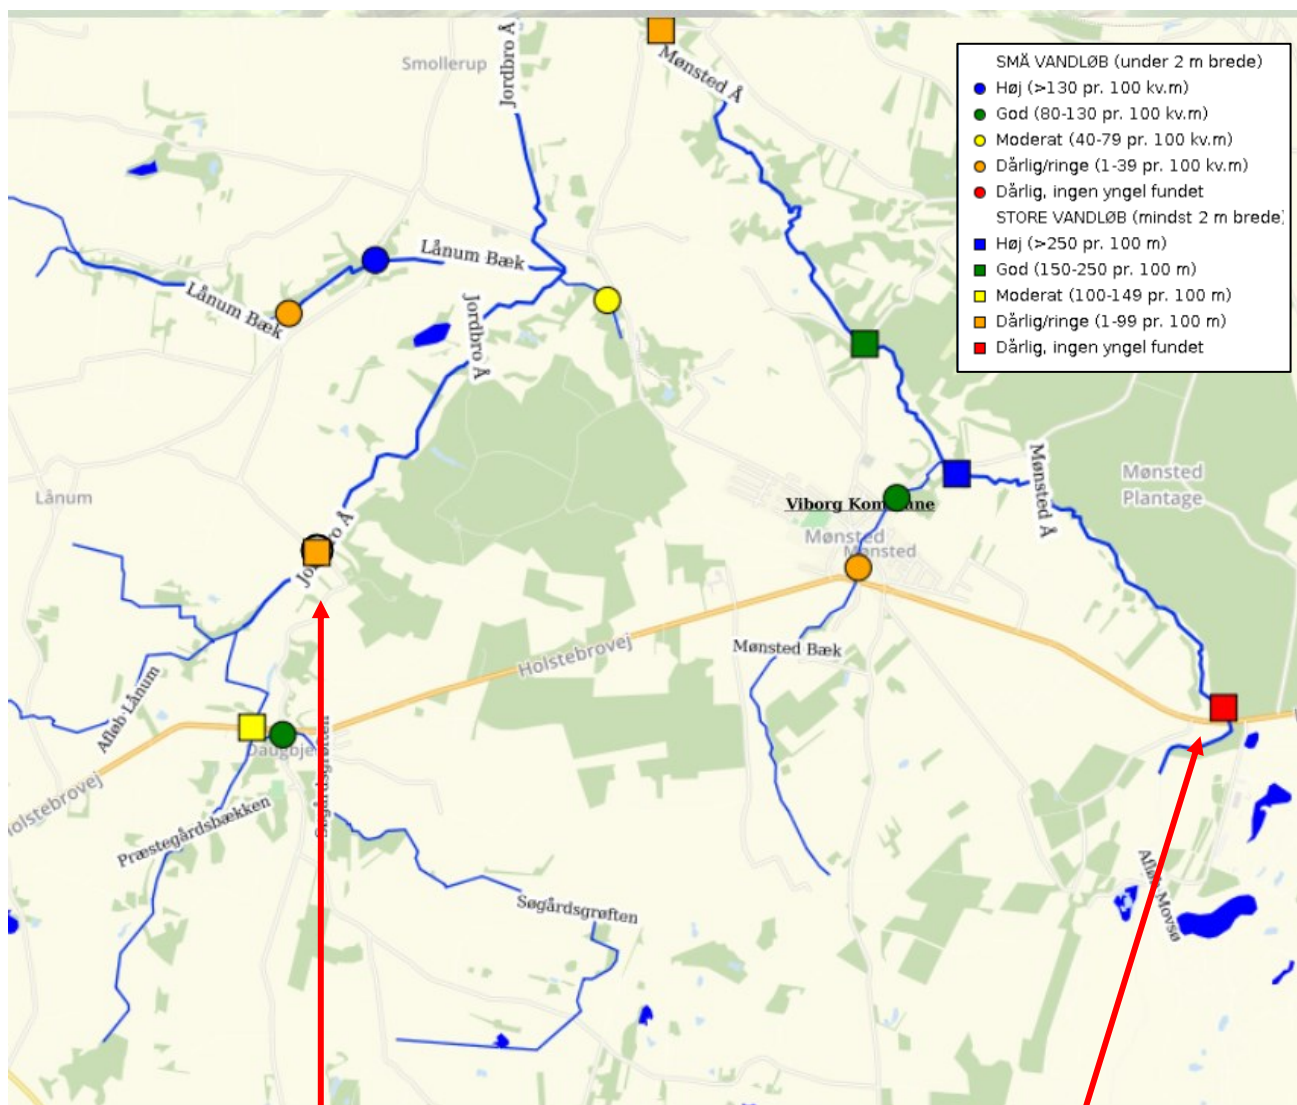 Smollerup
Jordbro Å
Mønsted Å
SMÅ VANDLØB (under 2 m brede)
Høj (>130 pr. 100 kv.m)
God (80-130 pr. 100 kv.m)
Moderat (40-79 pr. 100 kv.m)
Dårlig/ringe (1-39 pr. 100 kv.m)
Dårlig, ingen yngel fundet
STORE VANDLØB (mindst 2 m brede)
Høj (>250 pr. 100 m)
God (150-250 pr. 100 m)
Moderat (100-149 pr. 100 m)
Dårlig/ringe (1-99 pr. 100 m)
Dårlig, ingen yngel fundet
Lånum Bæk
Lånum Bæk
Jordbro Å
Mønsted Å
Mønsted
Plantage
Lånum
Viborg
Mønsted
Mønsted
Holstebrovej
Mønsted Bæk
Afløb Lånum
Daugbje
Søgårdsgrøften
Præstegårdsbækken
Søgårdsgrøften